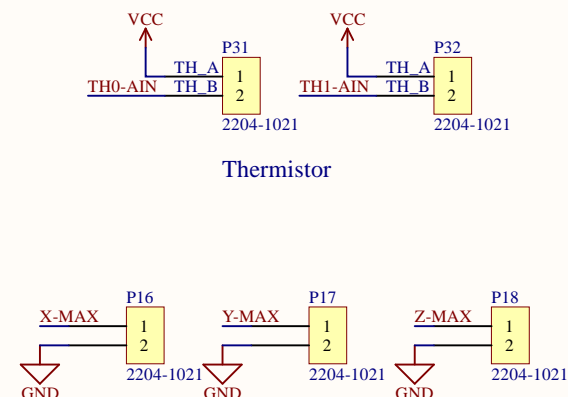 VCC VCC
P31 P32
TH_A 1 TH_A 1
TH0-AIN TH_B 2 TH1-AIN TH_B 2
2204-1021 2204-1021
Thermistor
P16 P17 P18
X-MAX 1 Y-MAX 1 Z-MAX 1
2 2 2
2204-1021 2204-1021 2204-1021
GND GND GND